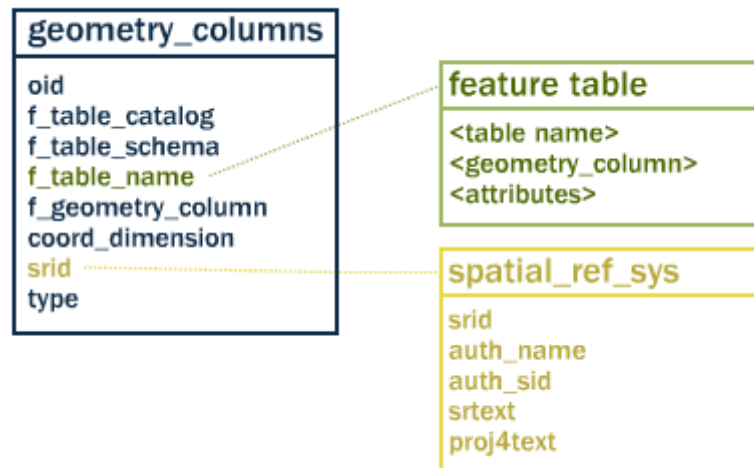 geometry_columns
oid
f_table_catalog
f_table_schema
f_table_name
f_geometry_column
coord_dimension
srid
type
feature table
<table name>
<geometry_column>
<attributes>
spatial_ref_sys
srid
auth_name
auth_sid
srtext
proj4text